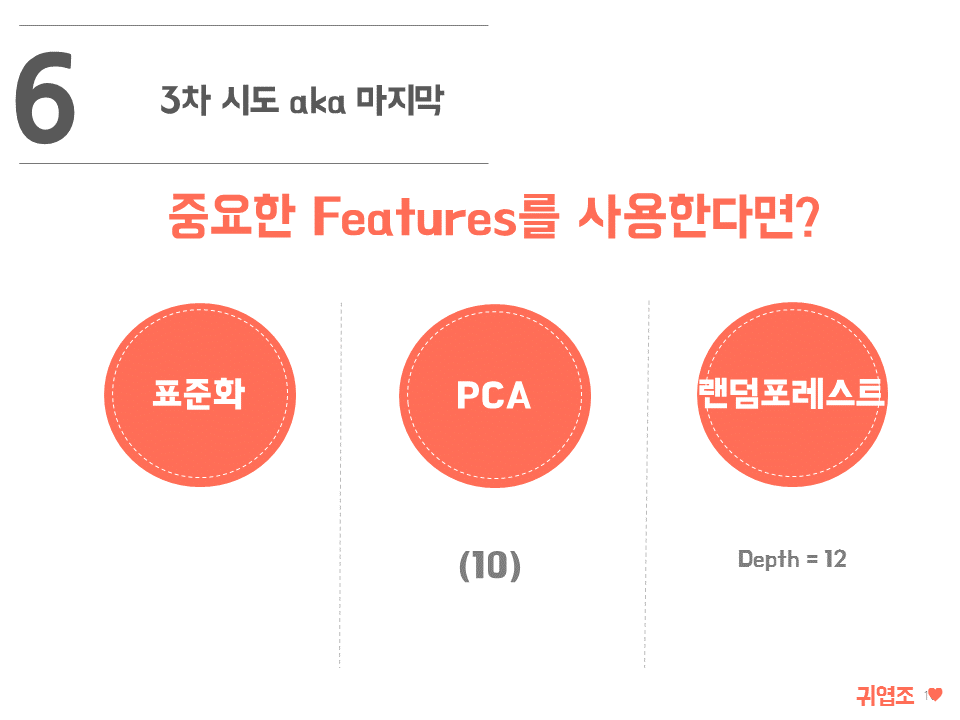 6
3차 시도 aka 마지막
중요한 Features를 사용한다면?
표준화
PCA
랜덤포레스트
(10)
Depth = 12
귀엽조